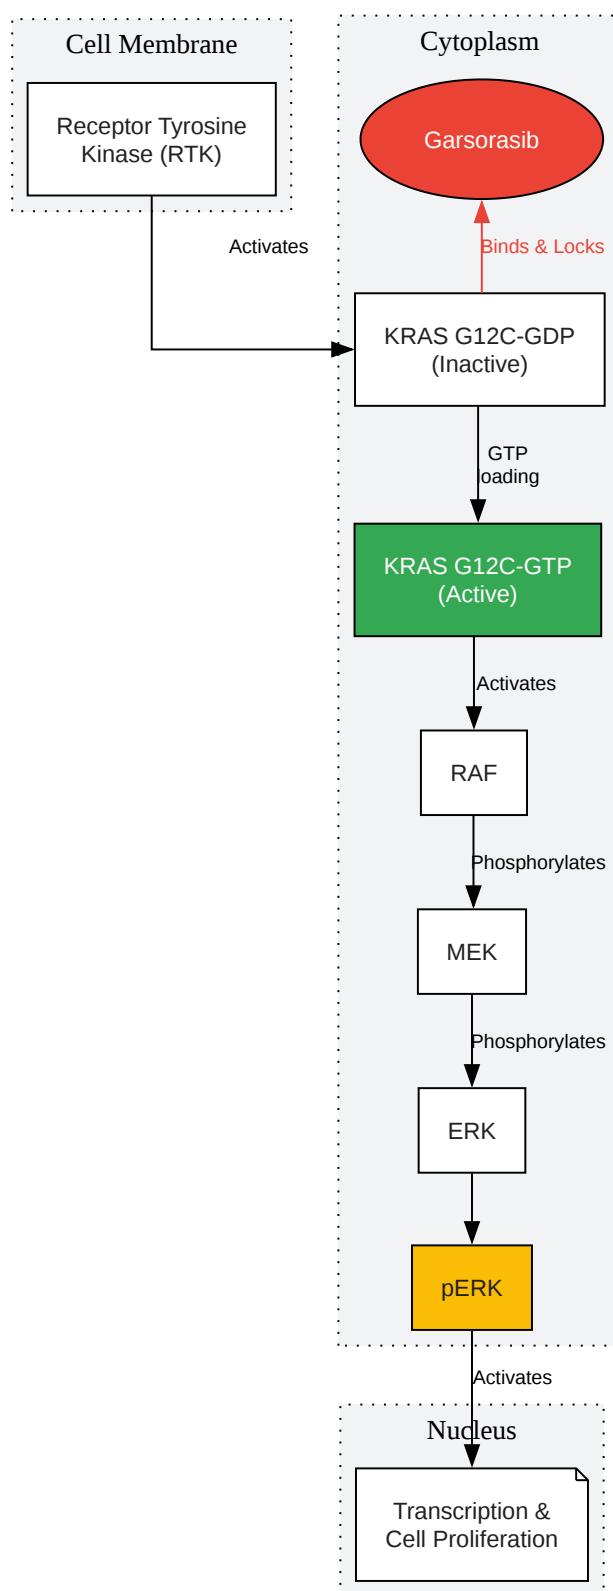 Cell Membrane
Receptor Tyrosine
Kinase (RTK)
Activates
Cytoplasm
Garsorasib
Binds & Locks
KRAS G12C-GDP
(Inactive)
GTP
loading
KRAS G12C-GTP
(Active)
Activates
RAF
Phosphorylates
MEK
Phosphorylates
ERK
pERK
Activates
Nucleus
Transcription &
Cell Proliferation